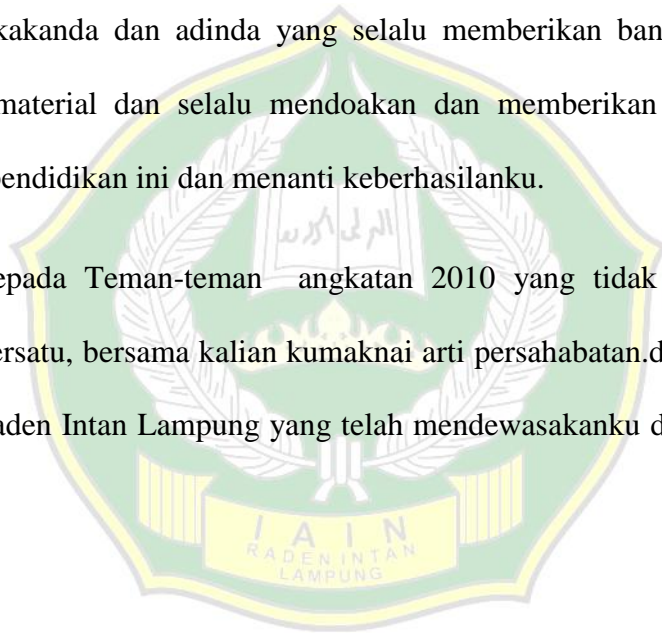 kakanda dan adinda yang selalu memberikan ban
material dan selalu mendoakan dan memberikan
pendidikan ini dan menanti keberhasilanku.
epada Teman-teman angkatan 2010 yang tidak
ersatu, bersama kalian kumaknai arti persahabatan.d
aden Intan Lampung yang telah mendewasakanku d
I A I N
RADEN INTAN
LAMPUNG